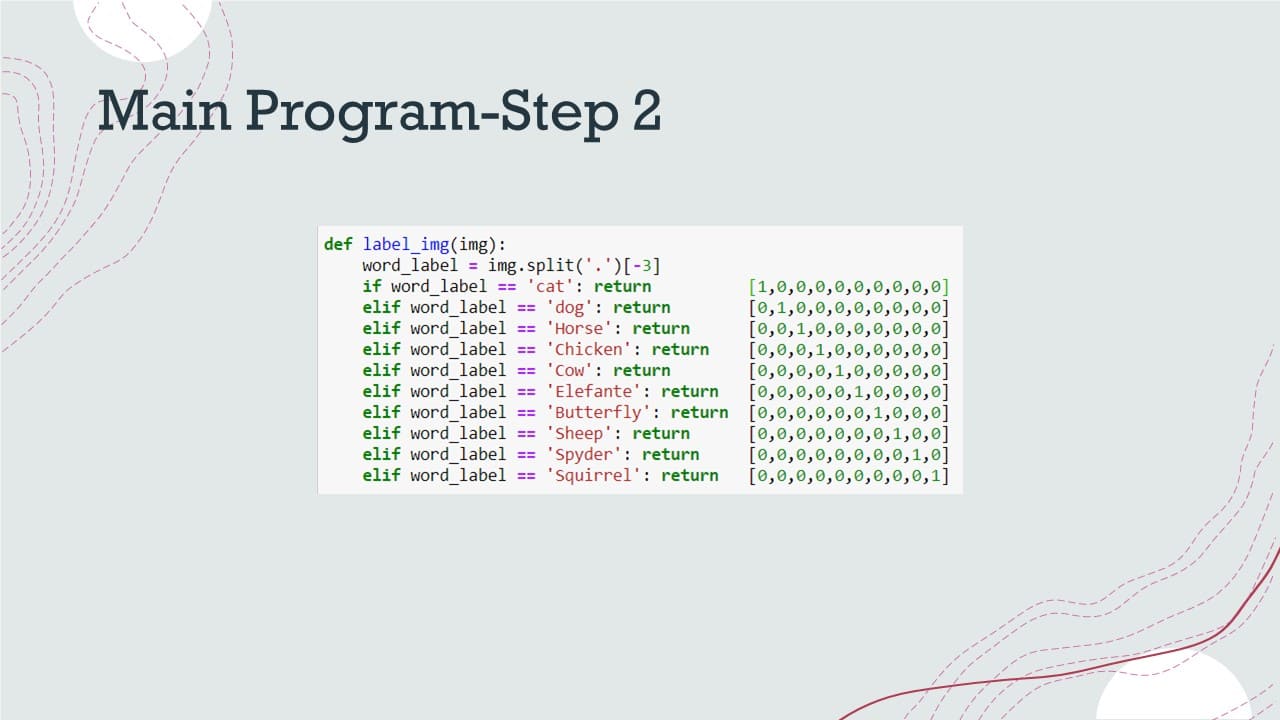 Main Program-Step 2
def label_img(img):
    word_label = img.split('.')[-3]
    if word_label == 'cat': return          [1,0,0,0,0,0,0,0,0,0]
    elif word_label == 'dog': return        [0,1,0,0,0,0,0,0,0,0]
    elif word_label == 'Horse': return      [0,0,1,0,0,0,0,0,0,0]
    elif word_label == 'Chicken': return    [0,0,0,1,0,0,0,0,0,0]
    elif word_label == 'Cow': return        [0,0,0,0,1,0,0,0,0,0]
    elif word_label == 'Elefante': return   [0,0,0,0,0,1,0,0,0,0]
    elif word_label == 'Butterfly': return  [0,0,0,0,0,0,1,0,0,0]
    elif word_label == 'Sheep': return      [0,0,0,0,0,0,0,1,0,0]
    elif word_label == 'Spyder': return     [0,0,0,0,0,0,0,0,1,0]
    elif word_label == 'Squirrel': return   [0,0,0,0,0,0,0,0,0,1]